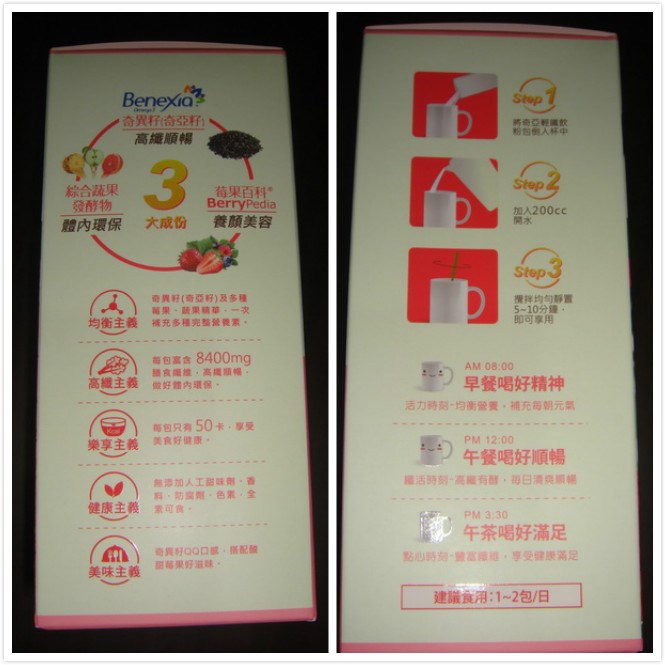 Benexia
Omega 3
奇異籽(奇亞籽)
高纖順暢
綜合蔬果
發酵物
體內環保
3
大成份
莓果百科®
BerryPedia
養顏美容
均衡主義
奇異籽(奇亞籽)及多種
莓果、蔬果精華，一次
補充多種完整營養素。
高纖主義
每包富含 8400mg
膳食纖維，高纖順暢，
做好體內環保。
樂享主義
每包只有 50 卡，享受
美食好健康。
健康主義
無添加人工甜味劑、香
料、防腐劑、色素，全
素可食。
美味主義
奇異籽QQ口感，搭配酸
甜莓果好滋味。
Step 1
將奇亞輕纖飲
粉包倒入杯中
Step 2
加入200cc
開水
Step 3
攪拌均勻靜置
5~10分鐘，
即可享用
AM 08:00
早餐喝好精神
活力時刻-均衡營養，補充每朝元氣
PM 12:00
午餐喝好順暢
纖活時刻-高纖有酵，每日清爽順暢
PM 3:30
午茶喝好滿足
點心時刻-豐富纖維，享受健康滿足
建議食用：1~2包/日